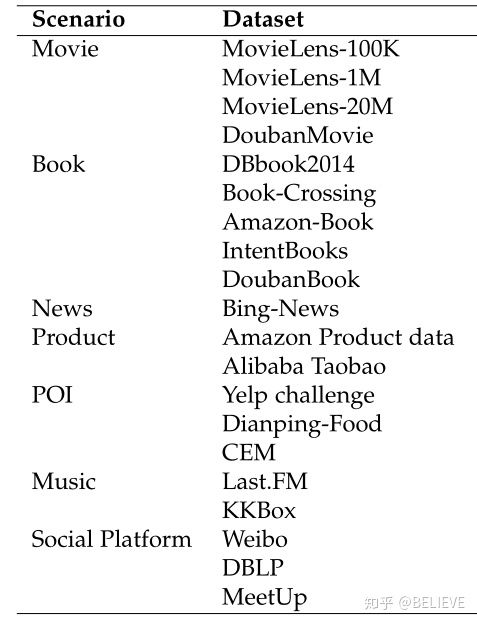 Scenario Dataset
Movie MovieLens-100K
MovieLens-1M
MovieLens-20M
DoubanMovie
Book DBbook2014
Book-Crossing
Amazon-Book
IntentBooks
DoubanBook
News Bing-News
Product Amazon Product data
Alibaba Taobao
POI Yelp challenge
Dianping-Food
CEM
Music Last.FM
KKBox
Social Platform Weibo
DBLP
MeetUp
知乎 @BELIEVE